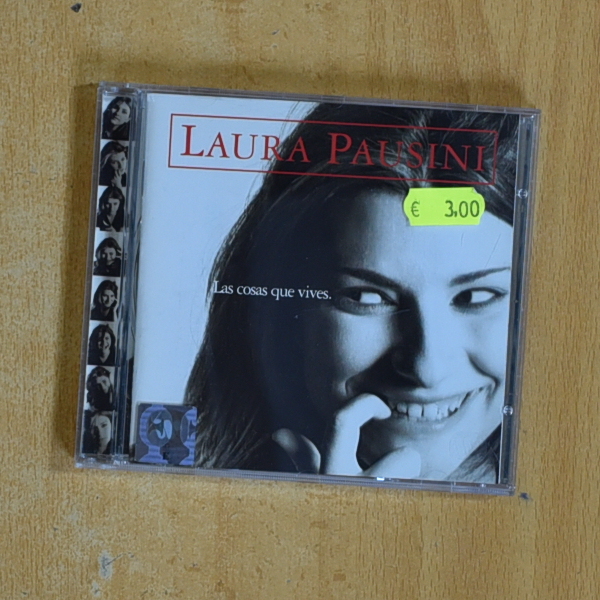 LAURA PAUSINI
€ 3,00
Las cosas que vives.